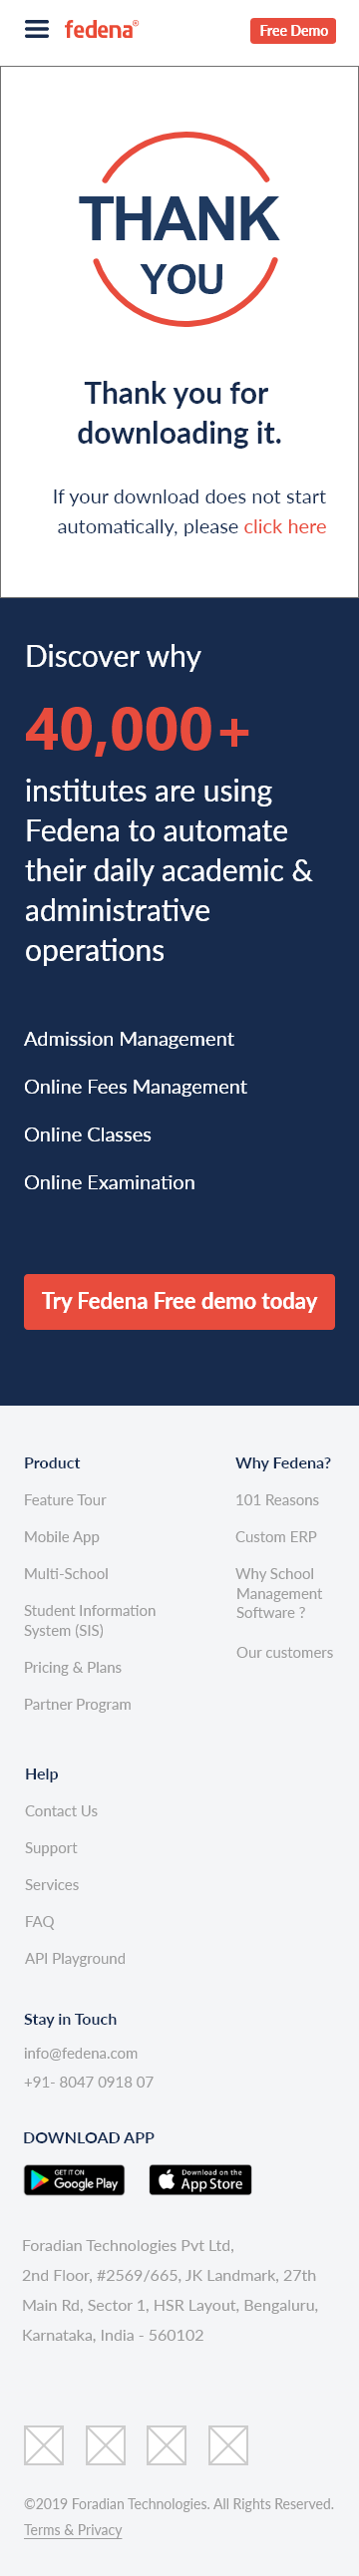 fedena®
Free Demo
THANK
YOU
Thank you for
downloading it.
If your download does not start
automatically, please click here
Discover why
40,000+
institutes are using
Fedena to automate
their daily academic &
administrative
operations
Admission Management
Online Fees Management
Online Classes
Online Examination
Try Fedena Free demo today
Product
Feature Tour
Mobile App
Multi-School
Student Information
System (SIS)
Pricing & Plans
Partner Program
Why Fedena?
101 Reasons
Custom ERP
Why School
Management
Software ?
Our customers
Help
Contact Us
Support
Services
FAQ
API Playground
Stay in Touch
info@fedena.com
+91- 8047 0918 07
DOWNLOAD APP
GET IT ON
Google Play
Download on the
App Store
Foradian Technologies Pvt Ltd,
2nd Floor, #2569/665, JK Landmark, 27th
Main Rd, Sector 1, HSR Layout, Bengaluru,
Karnataka, India - 560102
©2019 Foradian Technologies. All Rights Reserved.
Terms & Privacy